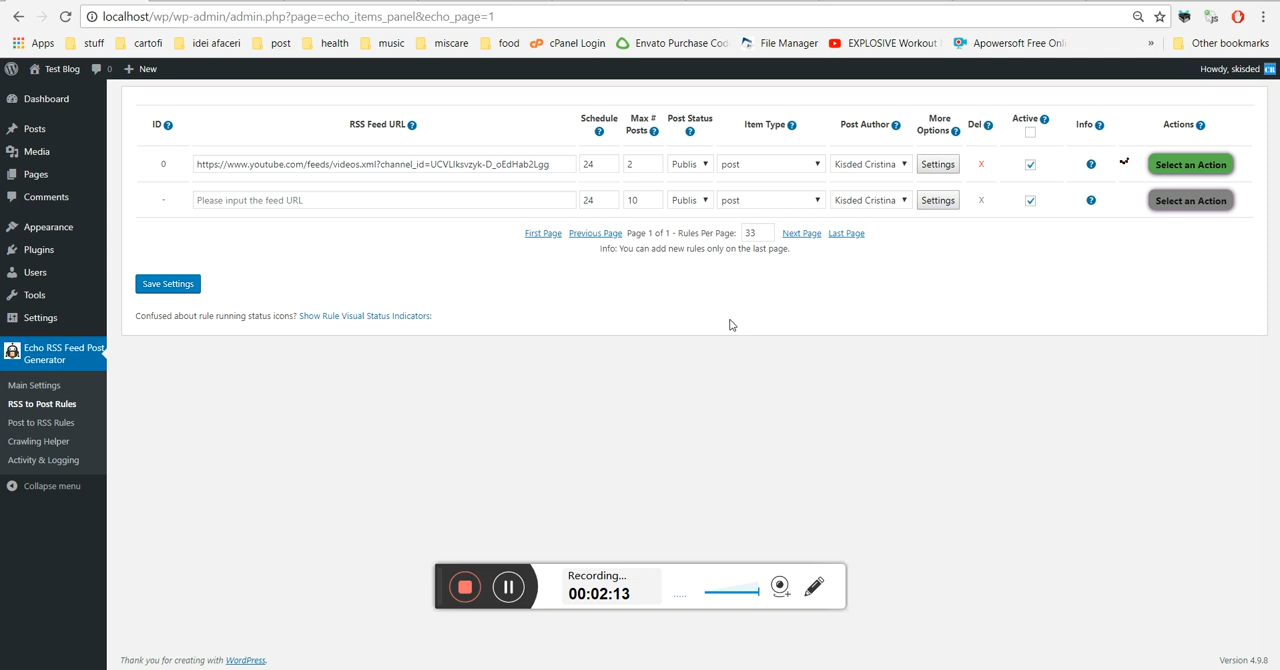 localhost/wp/wp-admin/admin.php?page=echo_items_panel&echo_page=1
Apps stuff cartofi idei afaceri post health music miscare food cPanel Login Envato Purchase Cod File Manager EXPLOSIVE Workout Apowersoft Free Onli » Other bookmarks
Test Blog 0 + New Howdy, skisded
Dashboard
Posts
Media
Pages
Comments
Appearance
Plugins
Users
Tools
Settings
Echo RSS Feed Post
Generator
Main Settings
RSS to Post Rules
Post to RSS Rules
Crawling Helper
Activity & Logging
Collapse menu
ID RSS Feed URL Schedule Max # Posts Post Status Item Type Post Author More Options Del Active Info Actions
0 https://www.youtube.com/feeds/videos.xml?channel_id=UCVLIksvzyk-D_oEdHab2Lgg 24 2 Publis post Kisded Cristina Settings X Select an Action
- Please input the feed URL 24 10 Publis post Kisded Cristina Settings X Select an Action
First Page Previous Page Page 1 of 1 - Rules Per Page: 33 Next Page Last Page
Info: You can add new rules only on the last page.
Save Settings
Confused about rule running status icons? Show Rule Visual Status Indicators:
Recording...
00:02:13
Thank you for creating with WordPress. Version 4.9.8